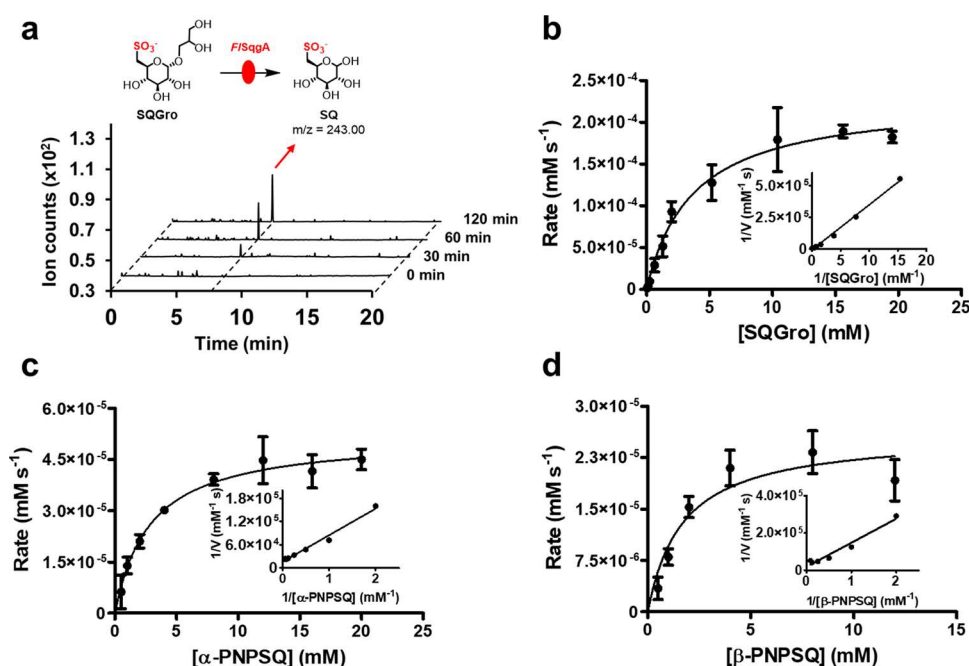 a
SO3-
OH
OH
O
O
HO
OH
OH
SQGro
FlSqgA
SO3-
O
OH
HO
OH
OH
SQ
m/z = 243.00
Ion counts (x10²)
1.3
1.1
0.9
0.7
0.5
0.3
120 min
60 min
30 min
0 min
0
5
10
15
20
Time (min)
b
Rate (mM s⁻¹)
2.5×10⁻⁴
2.0×10⁻⁴
1.5×10⁻⁴
1.0×10⁻⁴
5.0×10⁻⁵
0
0
5
10
15
20
25
[SQGro] (mM)
1/V (mM⁻¹ s)
5.0×10⁵
2.5×10⁵
0
0
5
10
15
20
1/[SQGro] (mM⁻¹)
c
Rate (mM s⁻¹)
6.0×10⁻⁵
4.5×10⁻⁵
3.0×10⁻⁵
1.5×10⁻⁵
0
0
5
10
15
20
25
[α-PNPSQ] (mM)
1/V (mM⁻¹ s)
1.8×10⁵
1.2×10⁵
6.0×10⁴
0
0
1
2
1/[α-PNPSQ] (mM⁻¹)
d
Rate (mM s⁻¹)
3.0×10⁻⁵
2.3×10⁻⁵
1.5×10⁻⁵
7.5×10⁻⁶
0
0
5
10
15
[β-PNPSQ] (mM)
1/V (mM⁻¹ s)
4.0×10⁵
2.0×10⁵
0
0
1
2
1/[β-PNPSQ] (mM⁻¹)